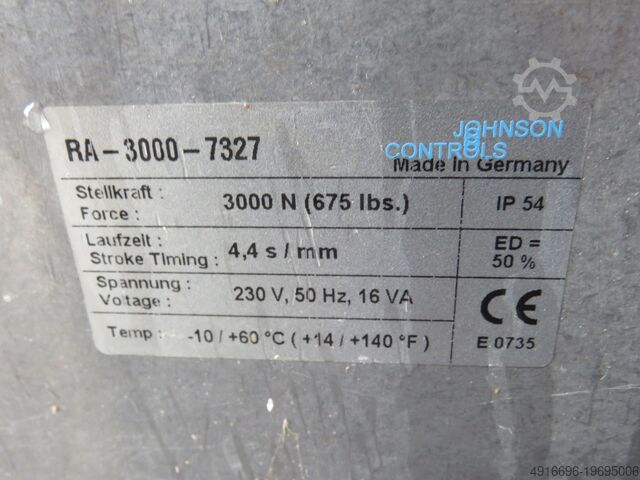 JOHNSON
CONTROLS
RA-3000-7327
Made In Germany
Stellkraft :
Force :
3000 N (675 lbs.)
IP 54
Laufzeit :
Stroke Timing :
4,4 s / mm
ED =
50 %
Spannung :
Voltage :
230 V, 50 Hz, 16 VA
CE
Temp :
-10 / +60 °C ( +14 / +140 °F )
E 0735
4916696-19695006